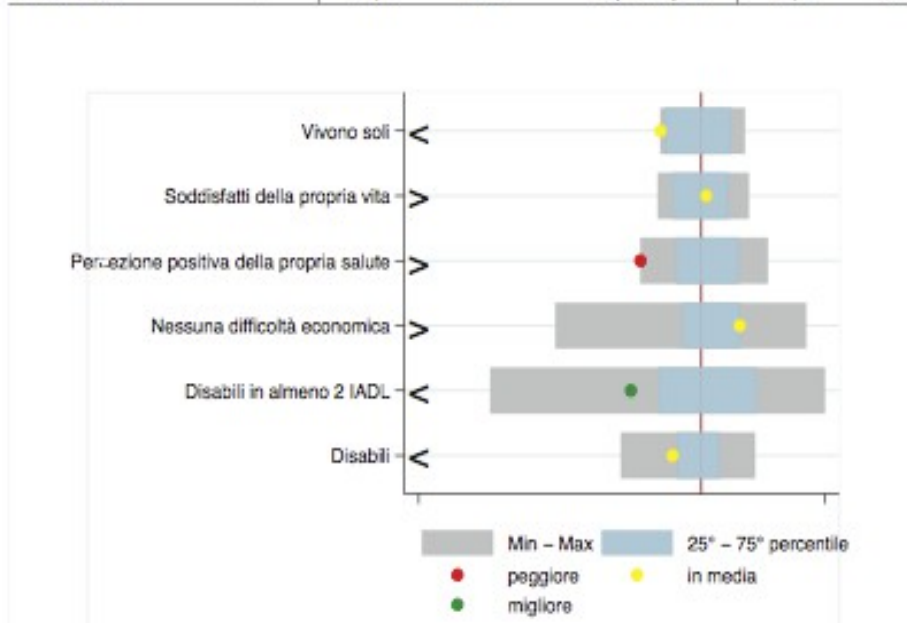 Vivono soli <
Soddisfatti della propria vita >
Percezione positiva della propria salute >
Nessuna difficoltà economica >
Disabili in almeno 2 IADL <
Disabili <
Min – Max 25° – 75° percentile
peggiore in media
migliore